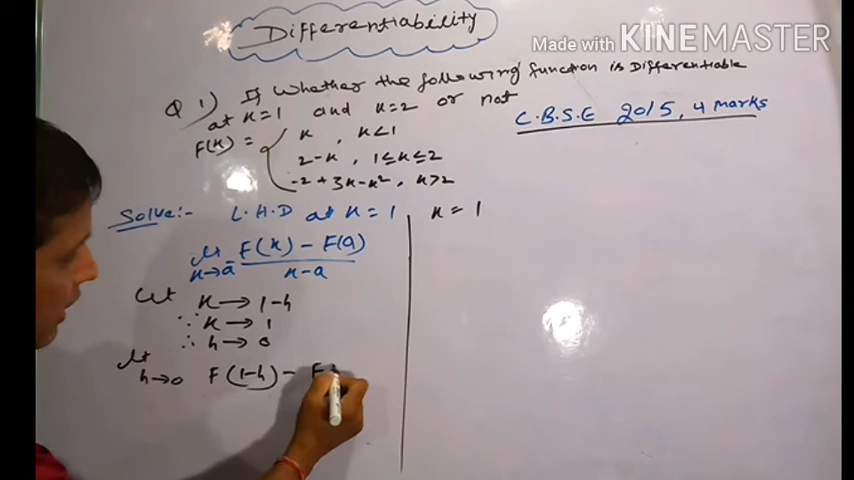 Differentiability
Made with KINEMASTER
Q 1) If whether the following function is Differentiable
at x=1 and x=2 or not
C.B.S.E 2015, 4 Marks
F(x) = x , x<1
2-x , 1≤x≤2
-2+3x-x², x>2
Solve:- L.H.D at x=1
x=1
lt x→a⁻ F(x) - F(a) / x-a
Let x → 1-h
∵ x → 1
∴ h → 0
lt h→0 F(1-h) - F